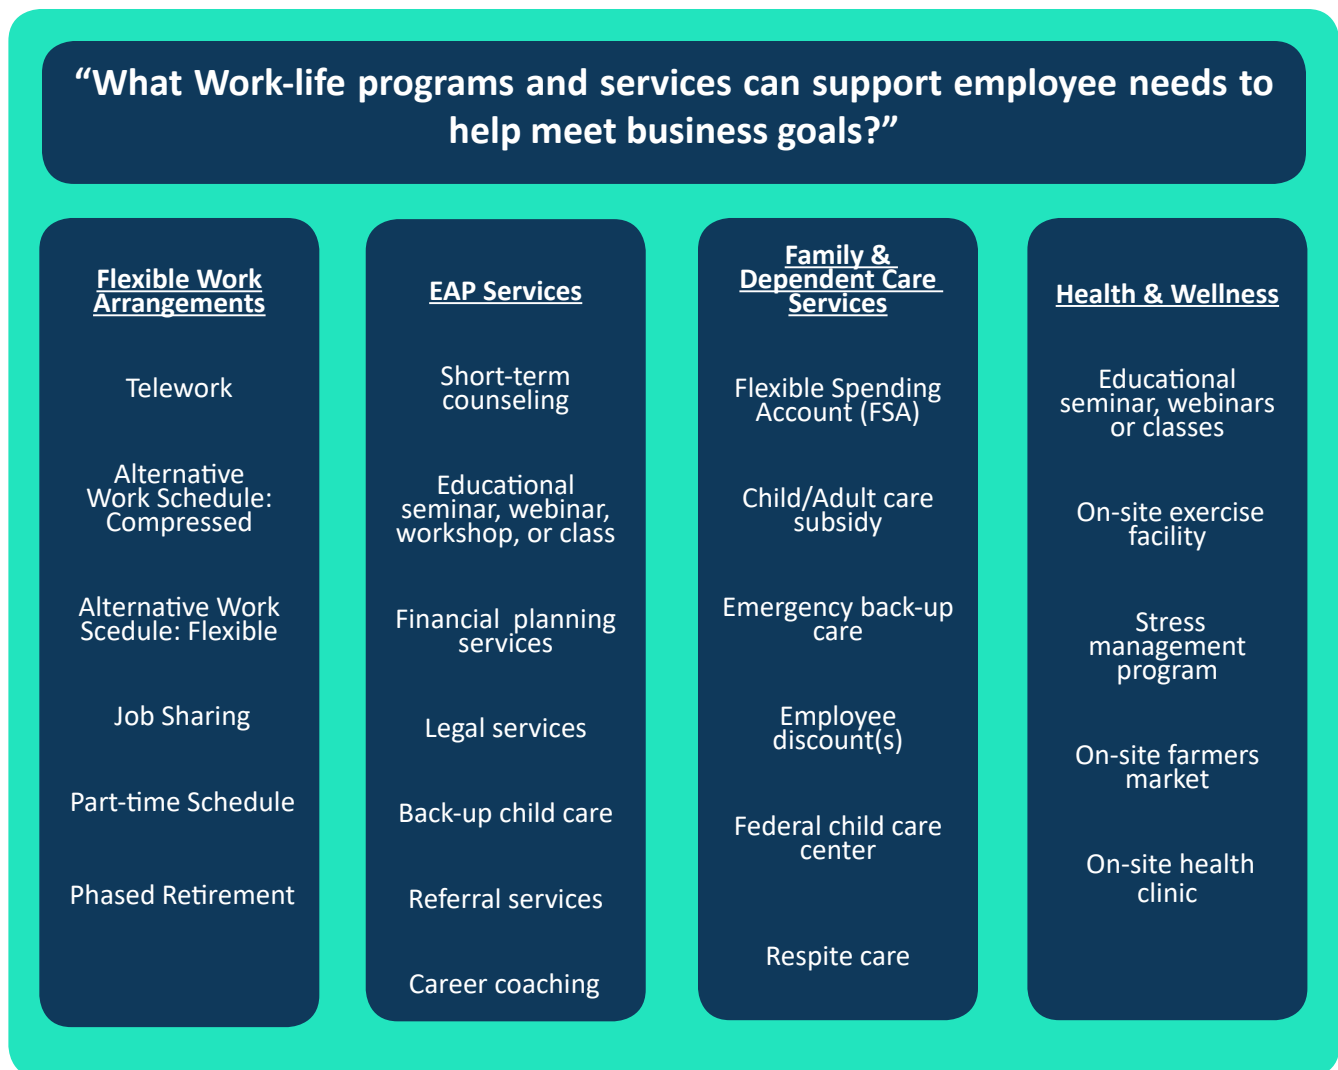 “What Work-life programs and services can support employee needs to
help meet business goals?”
Flexible Work
Arrangements
Telework
Alternative
Work Schedule:
Compressed
Alternative Work
Scedule: Flexible
Job Sharing
Part-time Schedule
Phased Retirement
EAP Services
Short-term
counseling
Educational
seminar, webinar,
workshop, or class
Financial planning
services
Legal services
Back-up child care
Referral services
Career coaching
Family &
Dependent Care
Services
Flexible Spending
Account (FSA)
Child/Adult care
subsidy
Emergency back-up
care
Employee
discount(s)
Federal child care
center
Respite care
Health & Wellness
Educational
seminar, webinars
or classes
On-site exercise
facility
Stress
management
program
On-site farmers
market
On-site health
clinic